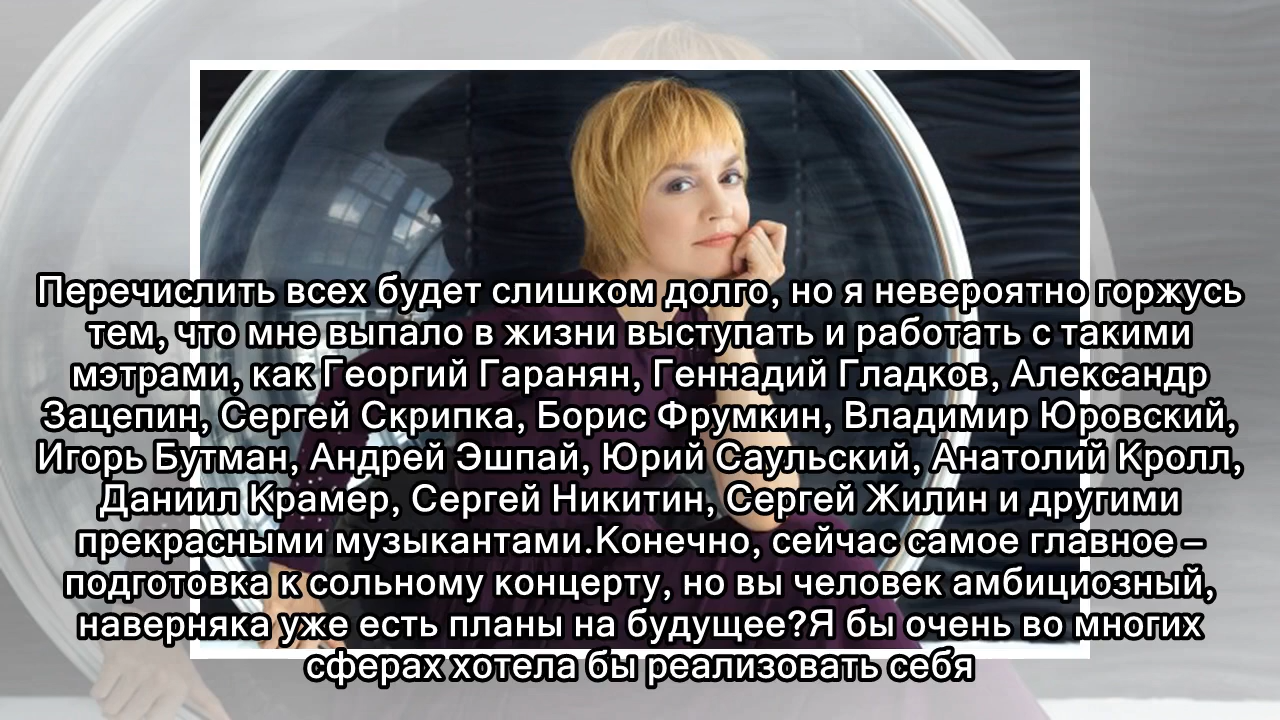 Перечислить всех будет слишком долго, но я невероятно горжусь
тем, что мне выпало в жизни выступать и работать с такими
мэтрами, как Георгий Гаранян, Геннадий Гладков, Александр
Зацепин, Сергей Скрипка, Борис Фрумкин, Владимир Юровский,
Игорь Бутман, Андрей Эшпай, Юрий Саульский, Анатолий Кролл,
Даниил Крамер, Сергей Никитин, Сергей Жилин и другими
прекрасными музыкантами.Конечно, сейчас самое главное –
подготовка к сольному концерту, но вы человек амбициозный,
наверняка уже есть планы на будущее?Я бы очень во многих
сферах хотела бы реализовать себя